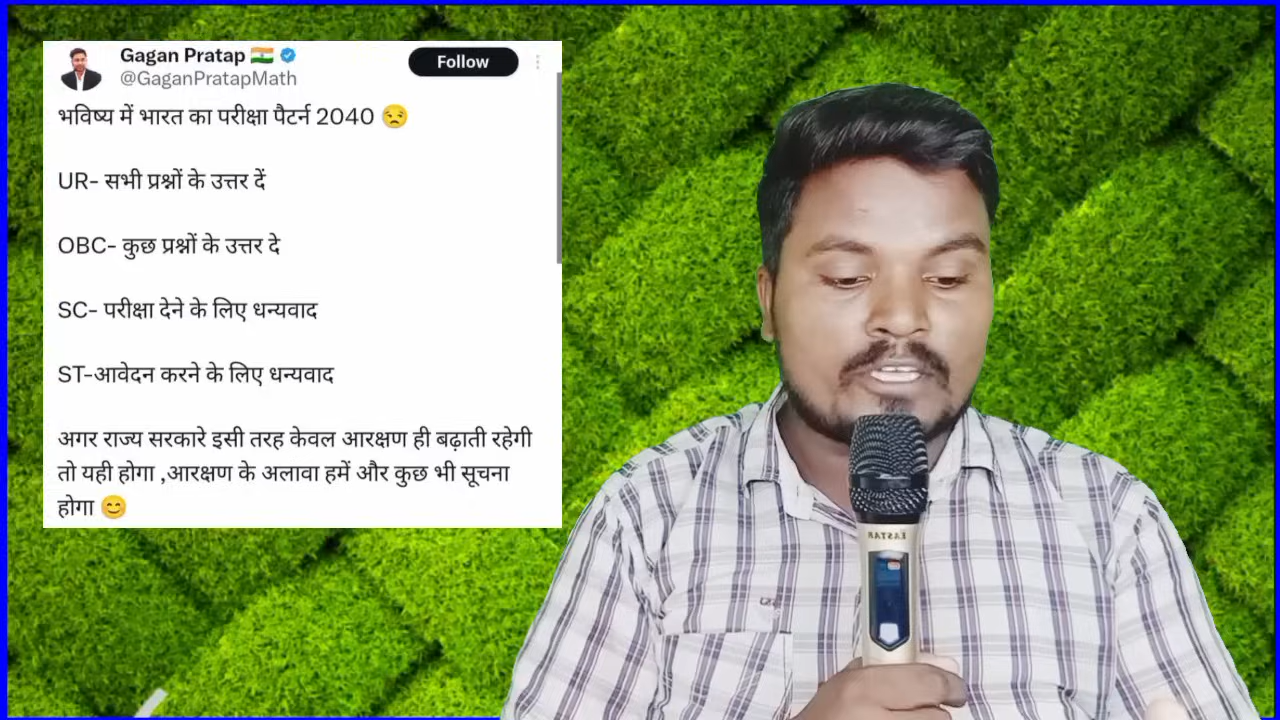 Gagan Pratap 🇮🇳
Follow
@GaganPratapMath
भविष्य में भारत का परीक्षा पैटर्न 2040 😒
UR- सभी प्रश्नों के उत्तर दें
OBC- कुछ प्रश्नों के उत्तर दे
SC- परीक्षा देने के लिए धन्यवाद
ST-आवेदन करने के लिए धन्यवाद
अगर राज्य सरकारे इसी तरह केवल आरक्षण ही बढ़ाती रहेगी
तो यही होगा ,आरक्षण के अलावा हमें और कुछ भी सूचना
होगा 😊
EASTAR